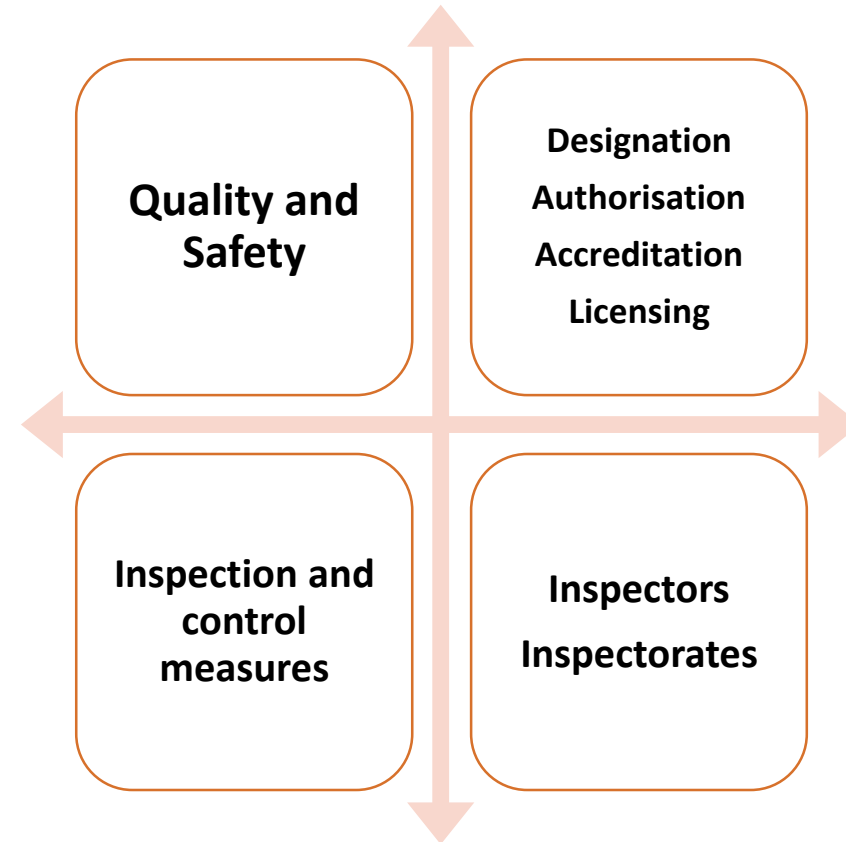 Quality and
Safety
Designation
Authorisation
Accreditation
Licensing
Inspection and
control
measures
Inspectors
Inspectorates